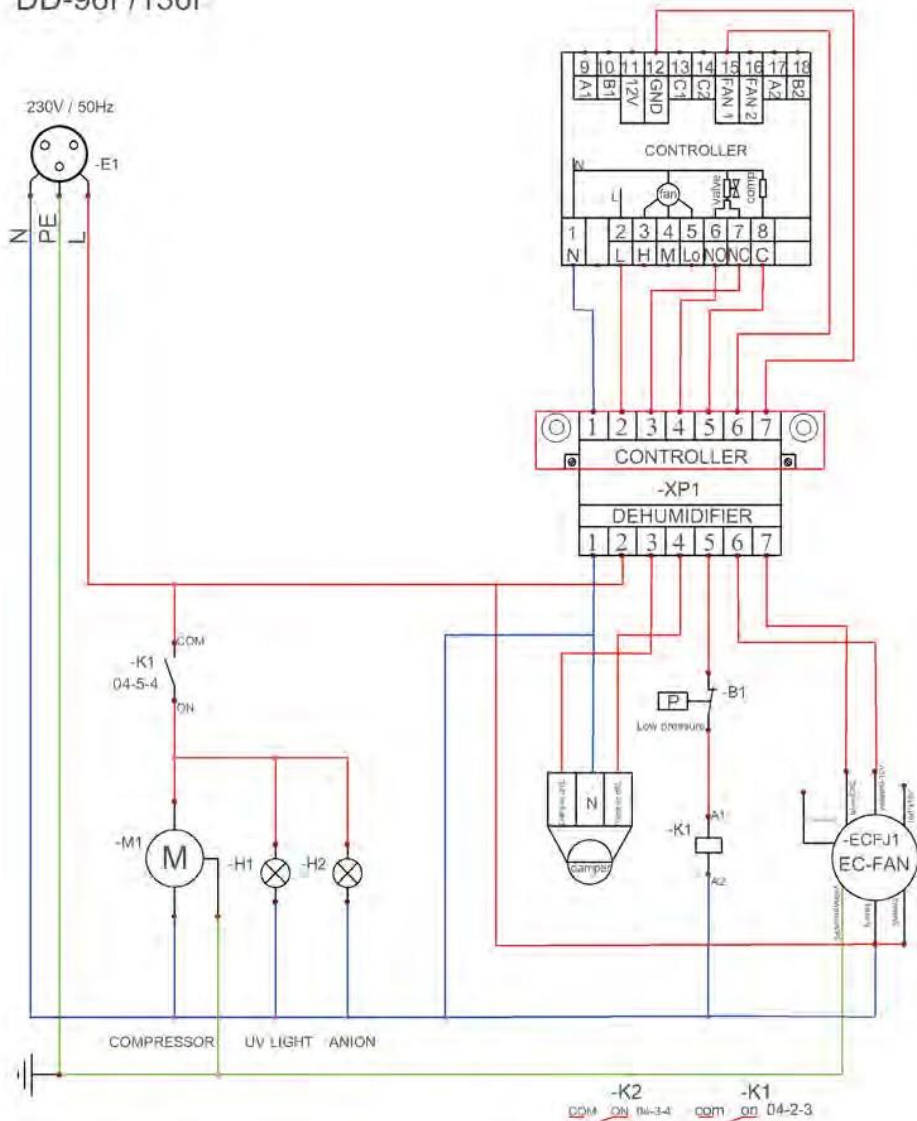 DD-96F/136F
9 10 11 12 13 14 15 16 17 18
A1 B1 12V GND C1 C2 FAN 1 FAN 2 A2 B2
CONTROLLER
230V / 50Hz
-E1
N PE L
N
L
fan
valve
comp
1 2 3 4 5 6 7 8
N L H M Lo NO NC C
1 2 3 4 5 6 7
CONTROLLER
-XP1
DEHUMIDIFIER
1 2 3 4 5 6 7
COM
-K1
04-5-4
ON
-B1
P
Low pressure
N
damper
-M1
M
-H1
-H2
-K1
A1
A2
-ECFJ1
EC-FAN
COMPRESSOR UV LIGHT ANION
-K2 -K1
COM ON 04-3-4 com on 04-2-3